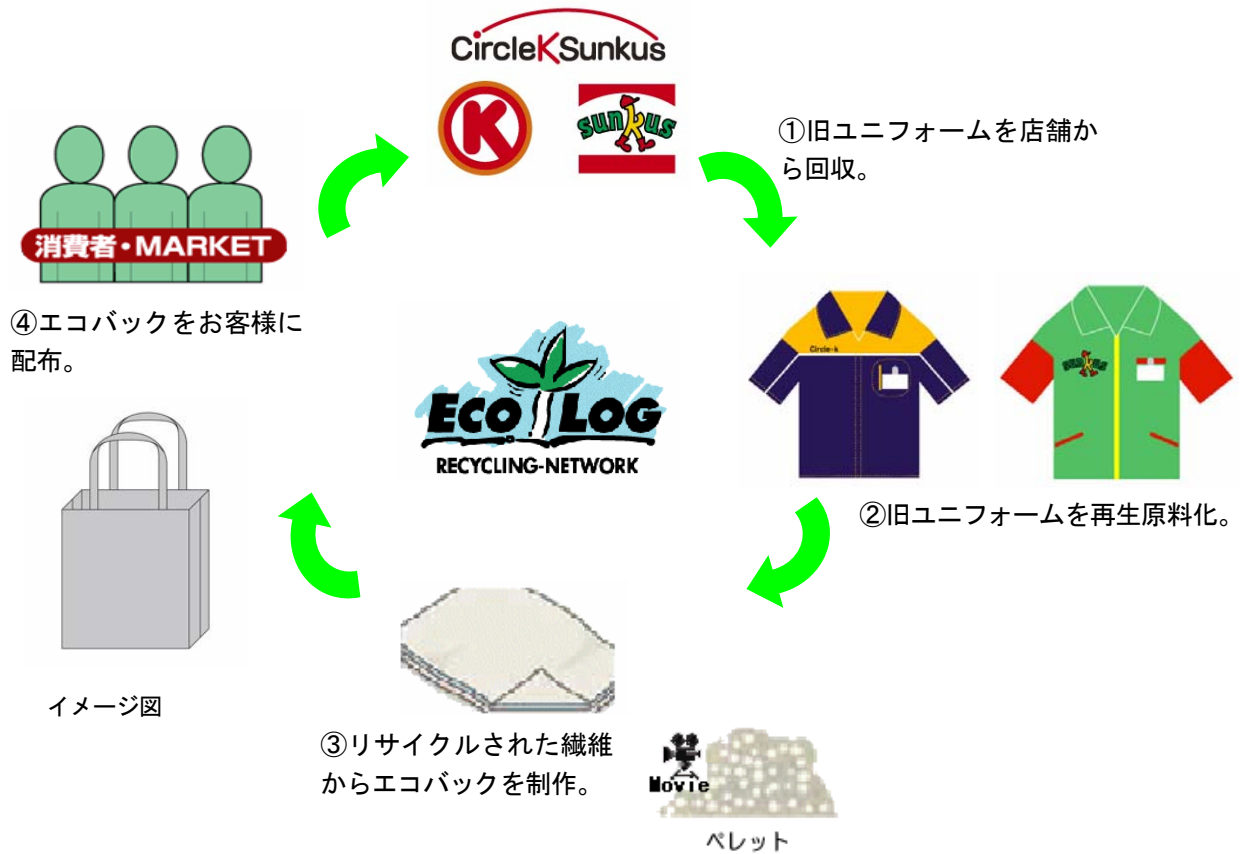 CircleKSunkus
K
sunkus
①旧ユニフォームを店舗か
ら回収。
消費者・MARKET
④エコバックをお客様に
配布。
Circle-k
sunkus
ECOLOG
RECYCLING-NETWORK
②旧ユニフォームを再生原料化。
イメージ図
③リサイクルされた繊維
からエコバックを制作。
Movie
ペレット